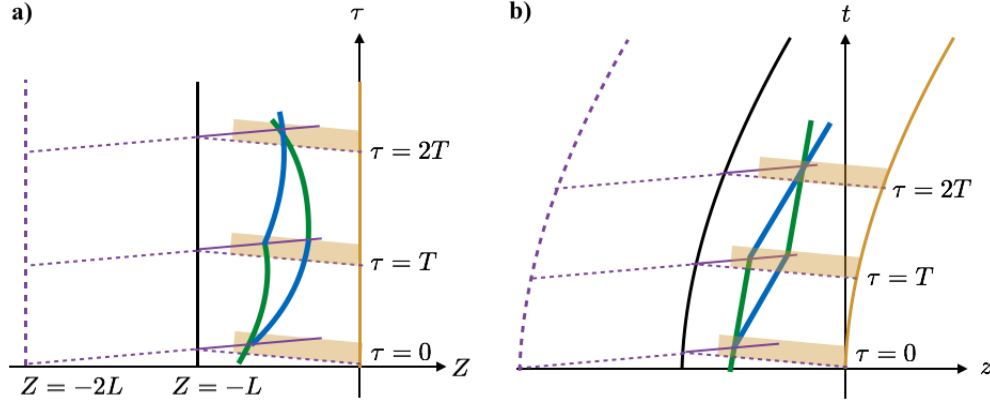 a)
τ
τ = 2T
τ = T
τ = 0
Z
Z = −2L
Z = −L
b)
t
τ = 2T
τ = T
τ = 0
z